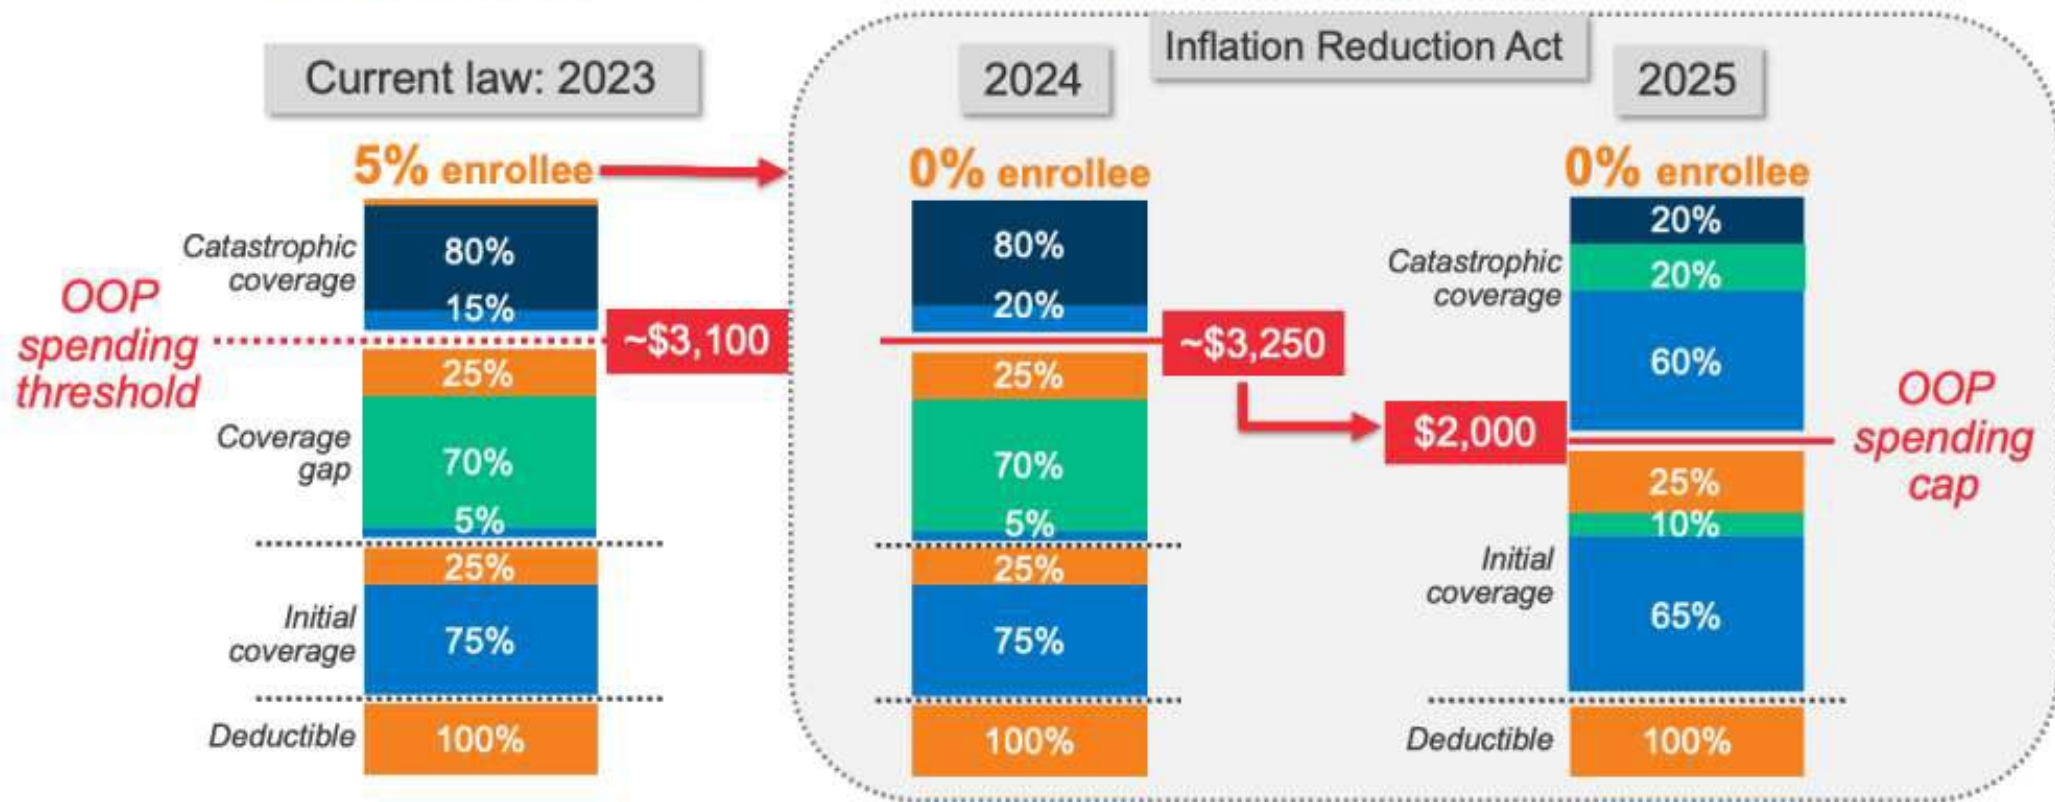 Inflation Reduction Act
Current law: 2023
2024
2025
5% enrollee
0% enrollee
0% enrollee
Catastrophic
coverage
80%
15%
OOP
spending
threshold
~$3,100
Coverage
gap
25%
70%
5%
Initial
coverage
25%
75%
Deductible
100%
80%
20%
~$3,250
25%
70%
5%
25%
75%
100%
Catastrophic
coverage
20%
20%
60%
$2,000
OOP
spending
cap
Initial
coverage
25%
10%
65%
Deductible
100%